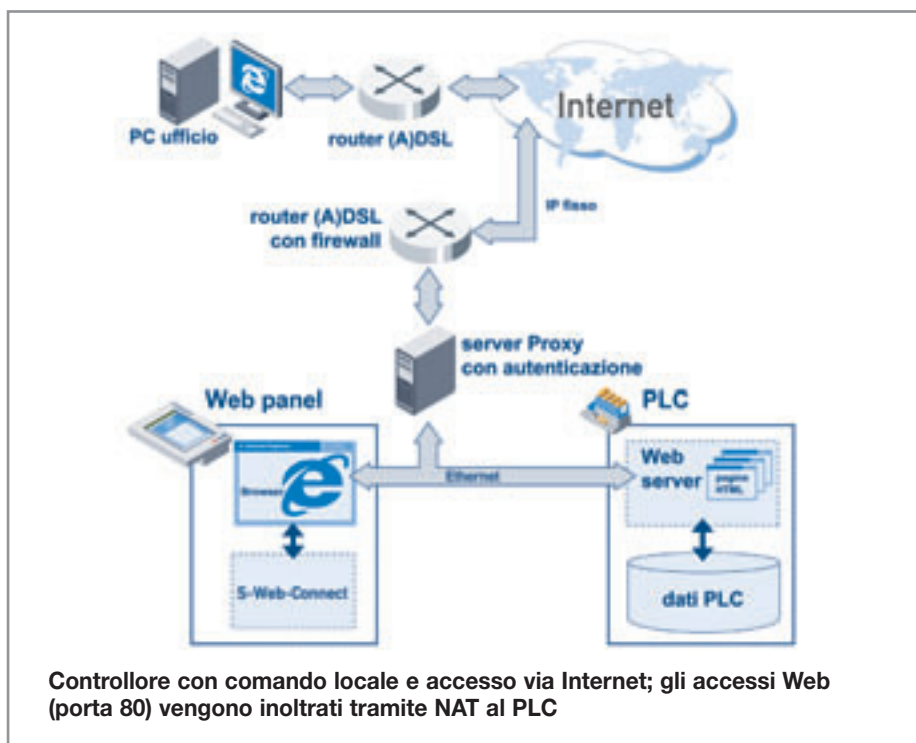 PC ufficio
router (A)DSL
Internet
IP fisso
router (A)DSL
con firewall
server Proxy
con autenticazione
Web panel
PLC
Browser
Ethernet
Web
server
pagine
HTML
S-Web-Connect
dati PLC
Controllore con comando locale e accesso via Internet; gli accessi Web
(porta 80) vengono inoltrati tramite NAT al PLC